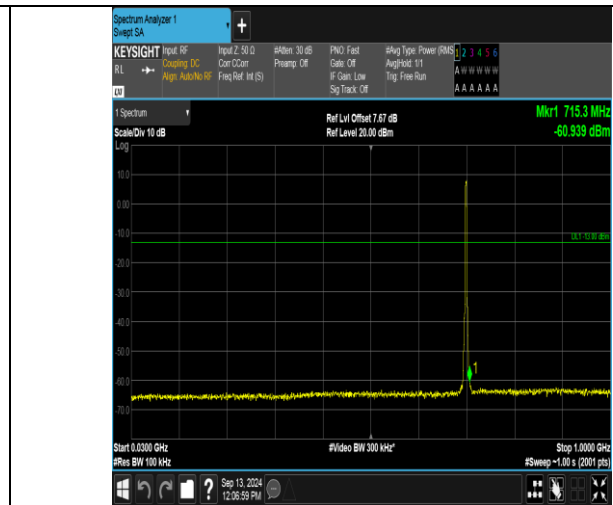 Spectrum Analyzer 1
Swept SA
+
KEYSIGHT Input: RF Input Z: 50 Ω #Atten: 30 dB PNO: Fast #Avg Type: Power (RMS 1 2 3 4 5 6
RL Coupling: DC Corr CCorr Preamp: Off Gate: Off Avg|Hold: 1/1 A W W W W W
Align: Auto/No RF Freq Ref: Int (S) IF Gain: Low Trig: Free Run
Sig Track: Off A A A A A A
LXI
1 Spectrum Ref Lvl Offset 7.67 dB Mkr1 715.3 MHz
Scale/Div 10 dB Ref Level 20.00 dBm -60.939 dBm
Log
10.0
0.00
-10.0
DL1 -13.00 dBm
-20.0
-30.0
-40.0
-50.0
1
-60.0
-70.0
Start 0.0300 GHz #Video BW 300 kHz* Stop 1.0000 GHz
#Res BW 100 kHz #Sweep ~1.00 s (2001 pts)
? Sep 13, 2024
12:06:59 PM